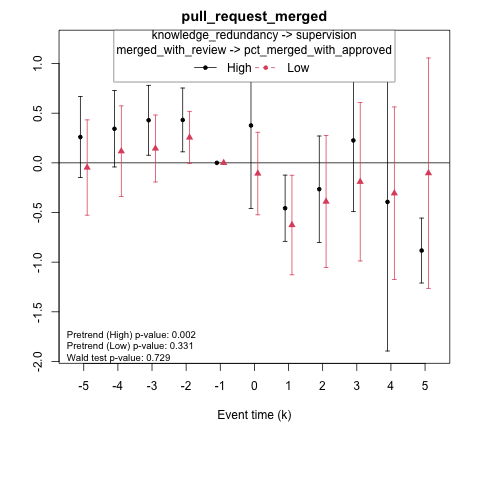 pull_request_merged
knowledge_redundancy -> supervision
merged_with_review -> pct_merged_with_approved
High Low
1.0
0.5
0.0
-0.5
-1.0
-1.5
-2.0
Pretrend (High) p-value: 0.002
Pretrend (Low) p-value: 0.331
Wald test p-value: 0.729
-5 -4 -3 -2 -1 0 1 2 3 4 5
Event time (k)